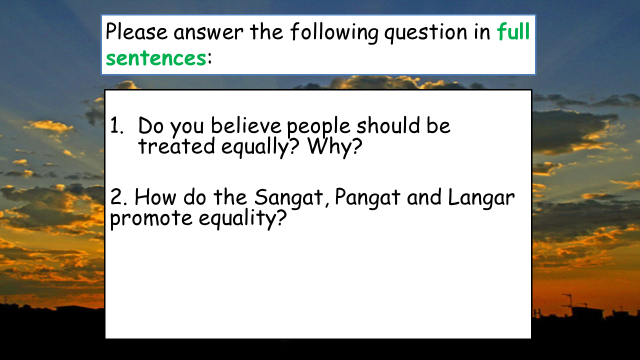 Please answer the following question in full
sentences:
1. Do you believe people should be
treated equally? Why?
2. How do the Sangat, Pangat and Langar
promote equality?